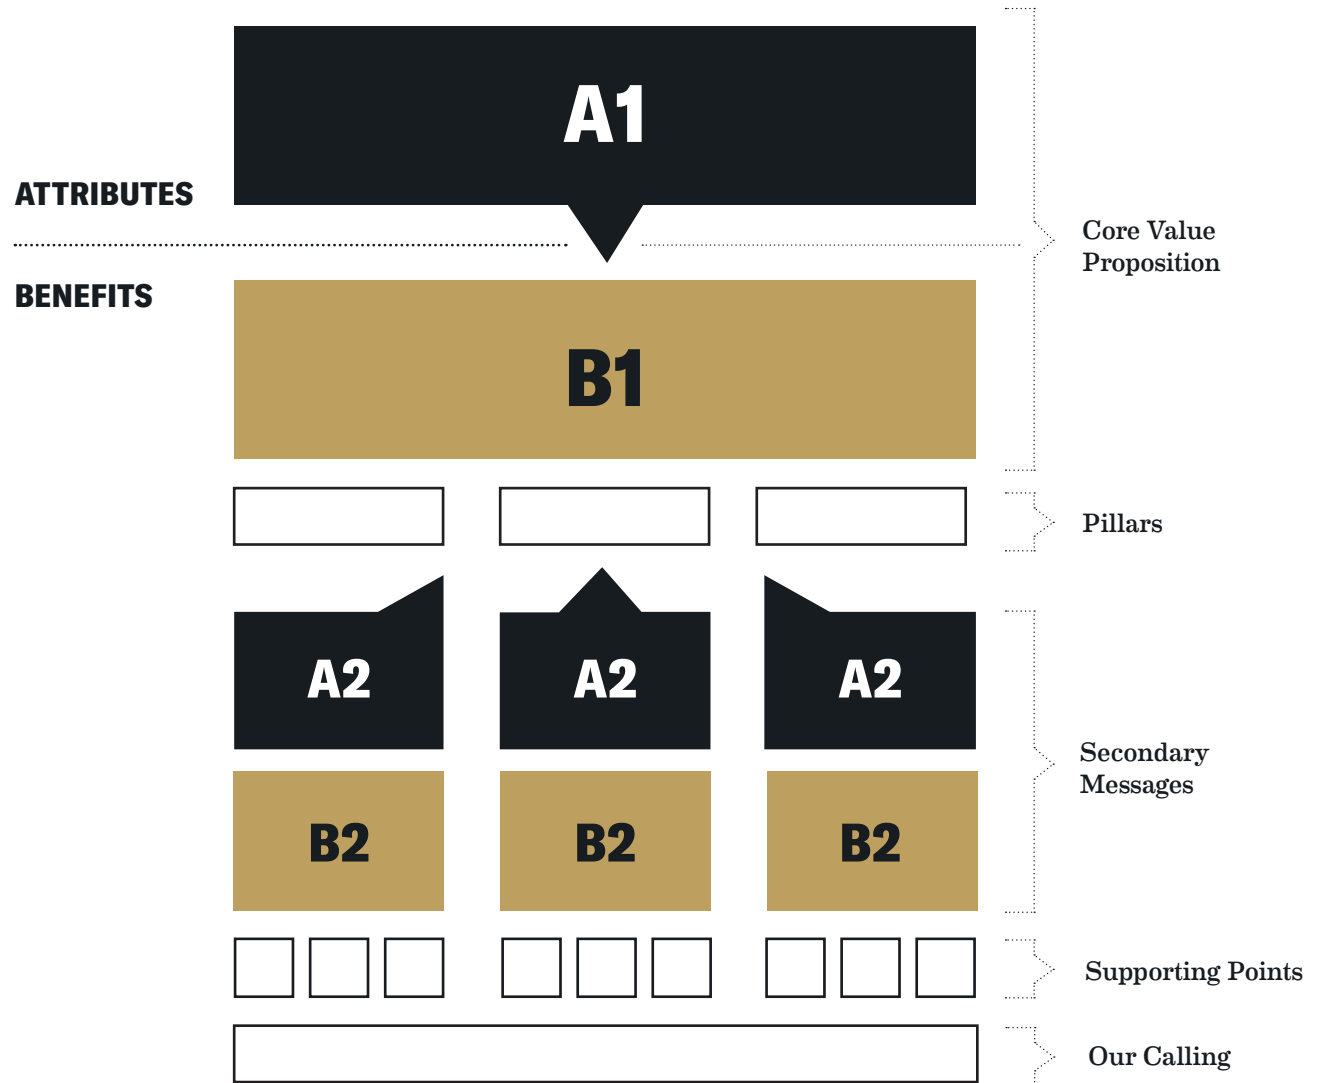 A1
ATTRIBUTES
Core Value
Proposition
BENEFITS
B1
Pillars
A2 A2 A2
Secondary
Messages
B2 B2 B2
Supporting Points
Our Calling